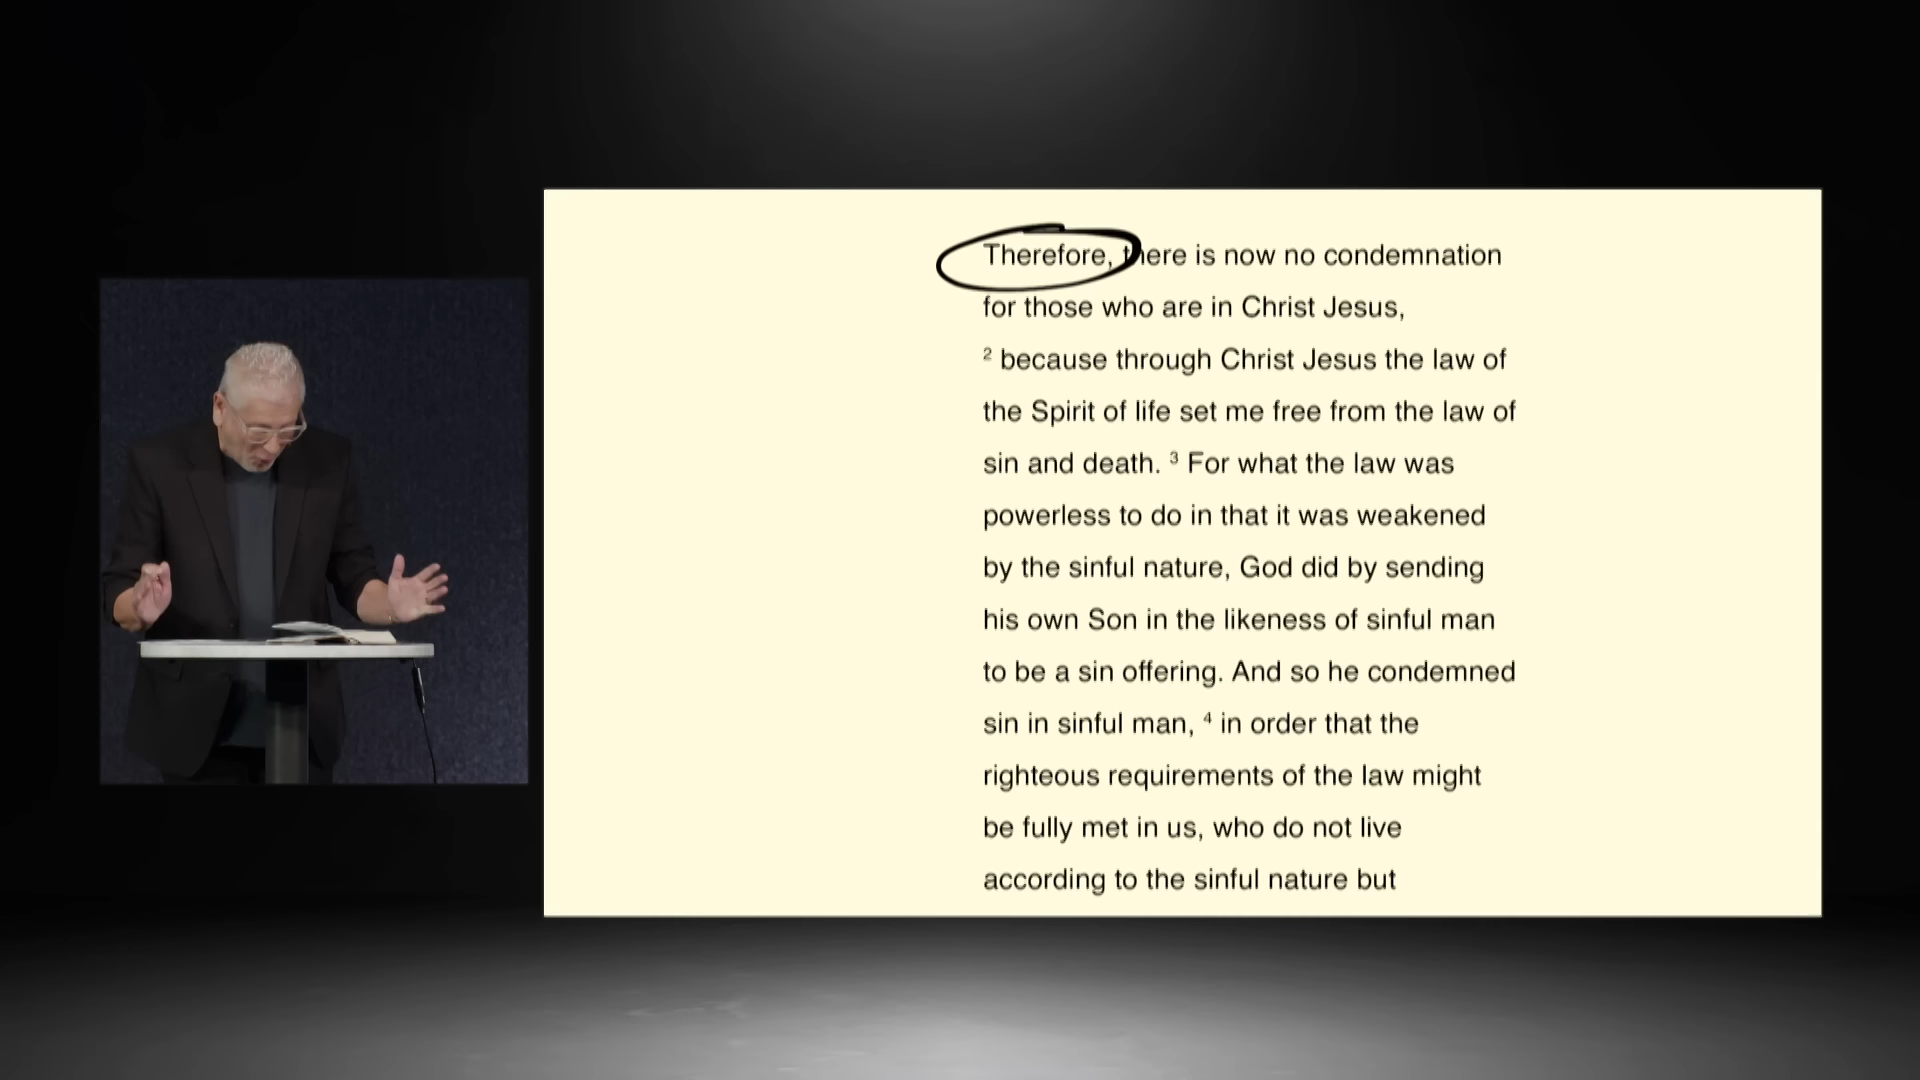 Therefore, there is now no condemnation
for those who are in Christ Jesus,
² because through Christ Jesus the law of
the Spirit of life set me free from the law of
sin and death. ³ For what the law was
powerless to do in that it was weakened
by the sinful nature, God did by sending
his own Son in the likeness of sinful man
to be a sin offering. And so he condemned
sin in sinful man, ⁴ in order that the
righteous requirements of the law might
be fully met in us, who do not live
according to the sinful nature but